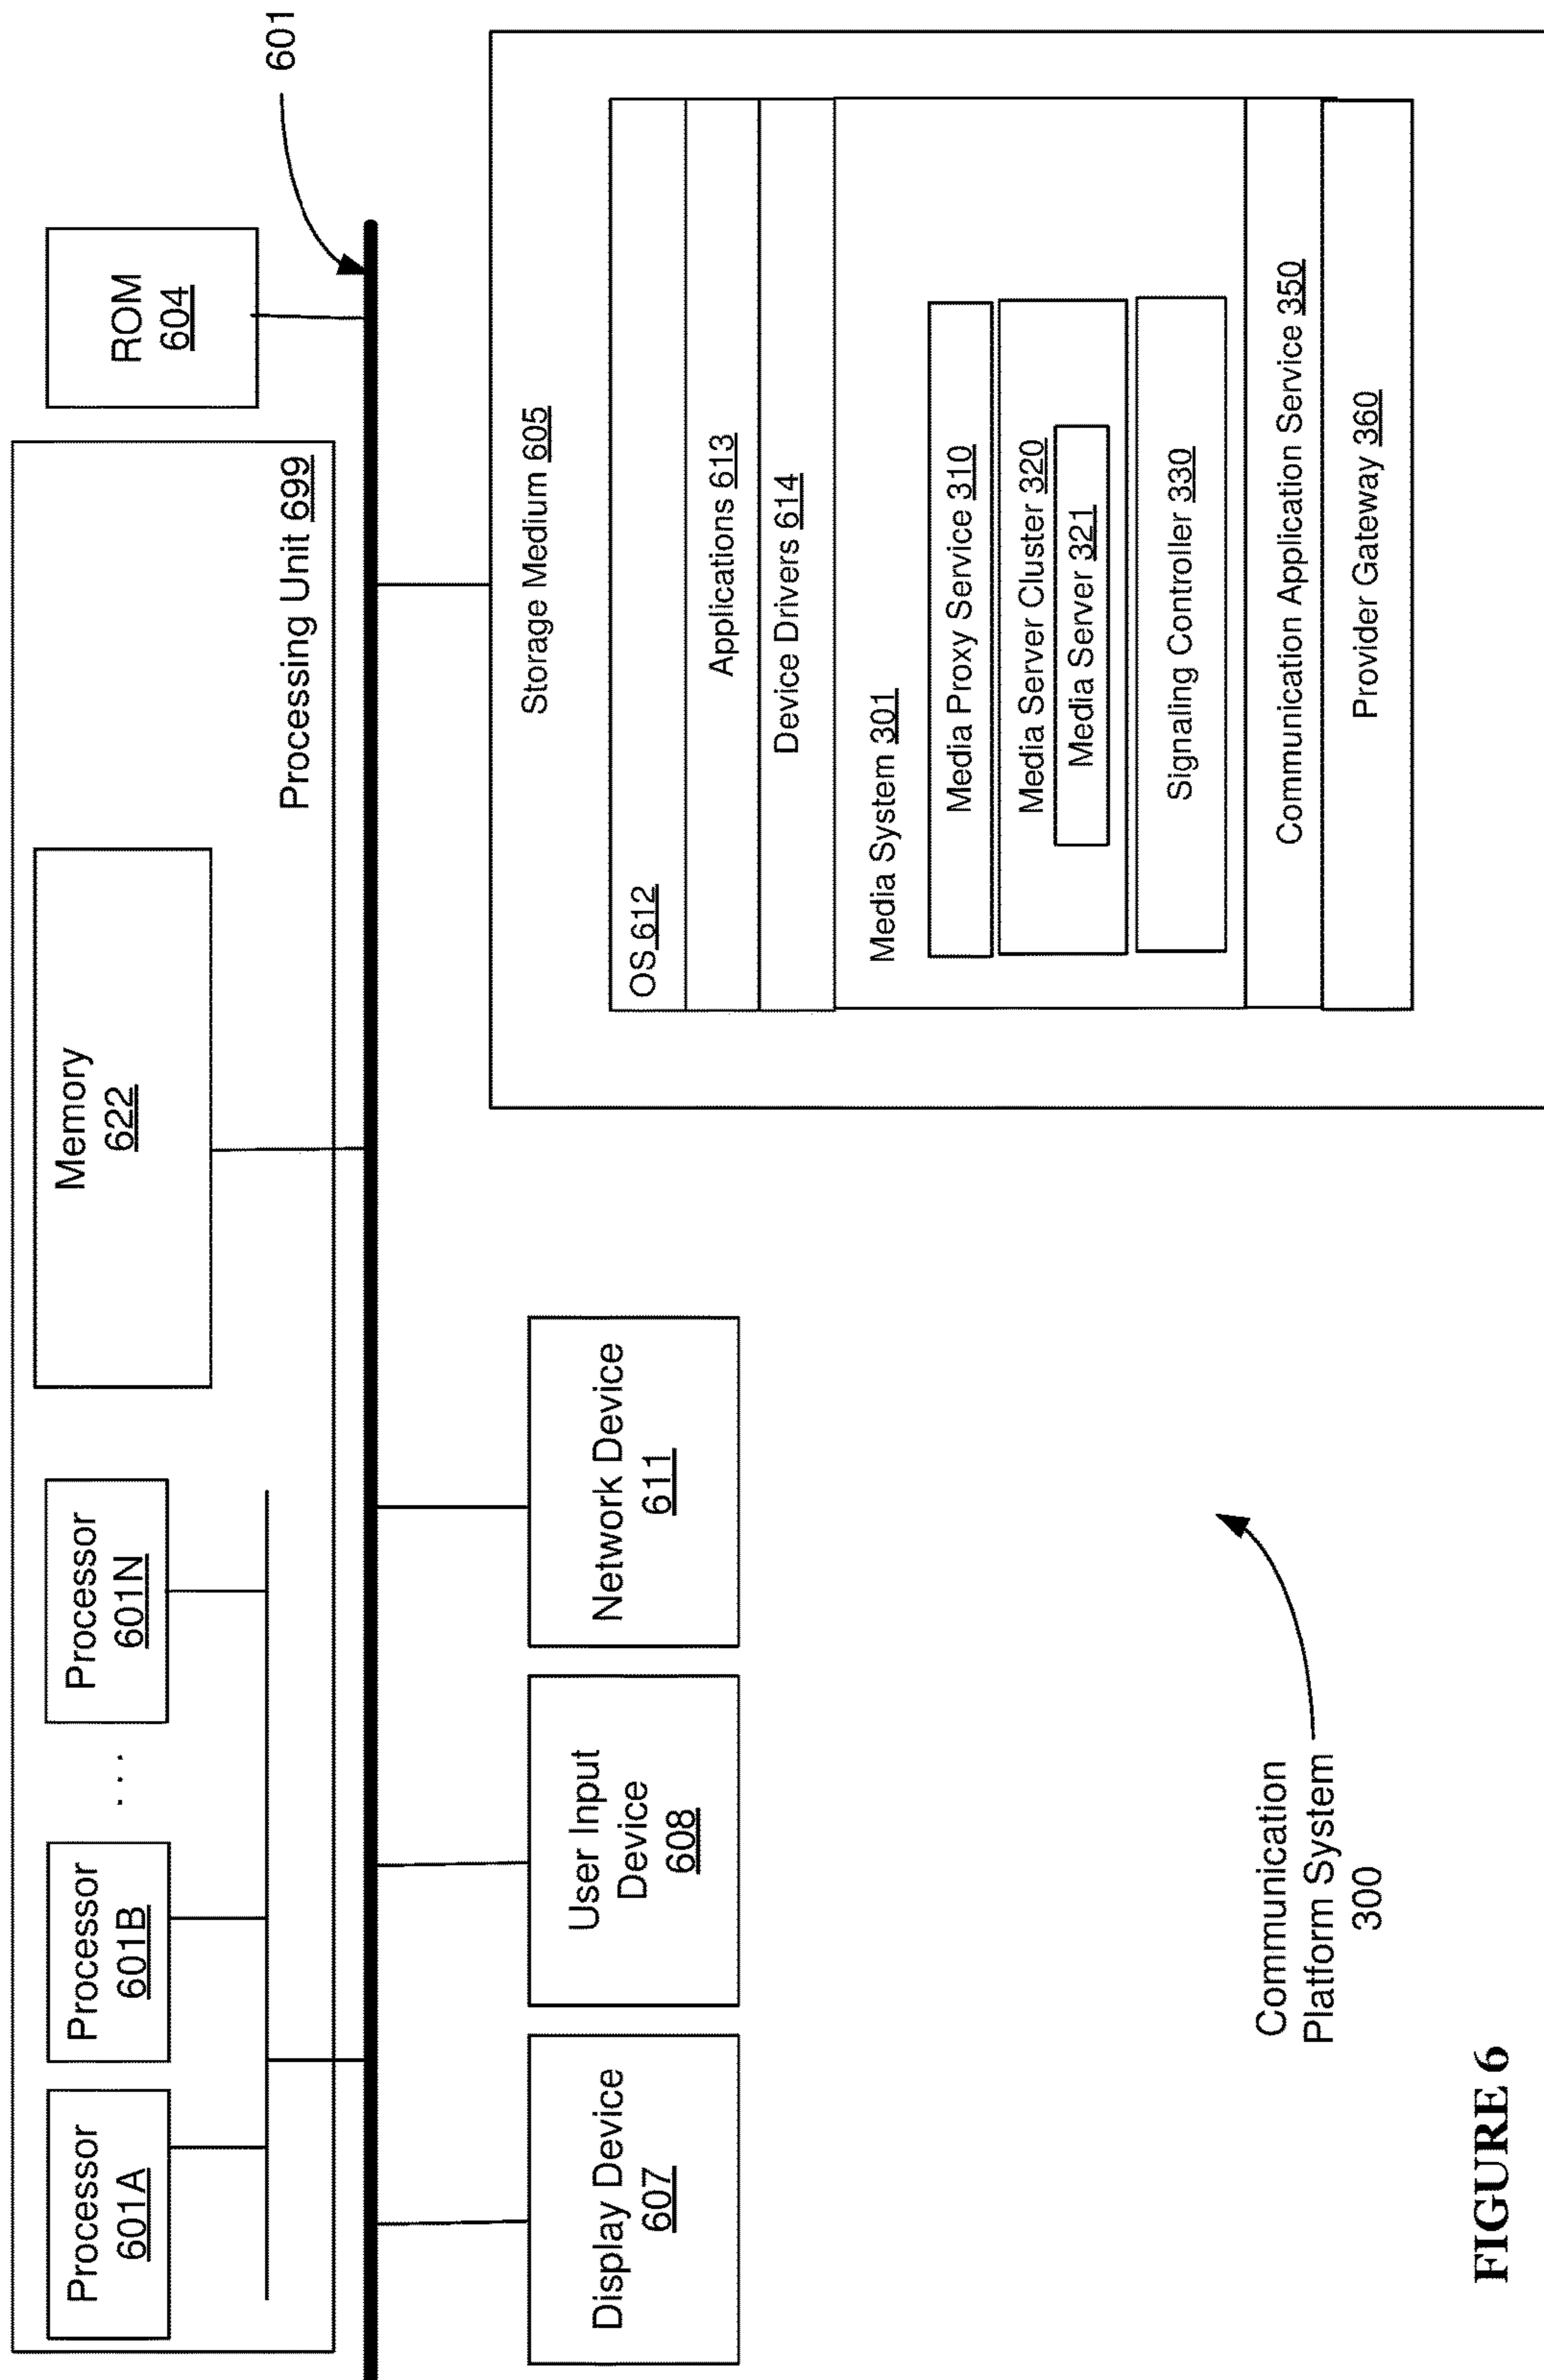 Processor
601A
Processor
601B
. . .
Processor
601N
Memory
622
Processing Unit 699
ROM
604
601
Display Device
607
User Input
Device
608
Network Device
611
Storage Medium 605
OS 612
Applications 613
Device Drivers 614
Media System 301
Media Proxy Service 310
Media Server Cluster 320
Media Server 321
Signaling Controller 330
Communication Application Service 350
Provider Gateway 360
Communication
Platform System
300
FIGURE 6